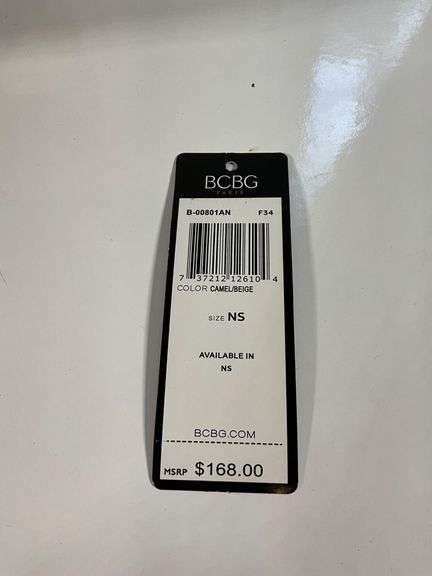 BCBG
PARIS
B-00801AN F34
7 37212 12610 4
COLOR CAMEL/BEIGE
SIZE NS
AVAILABLE IN
NS
BCBG.COM
MSRP $168.00